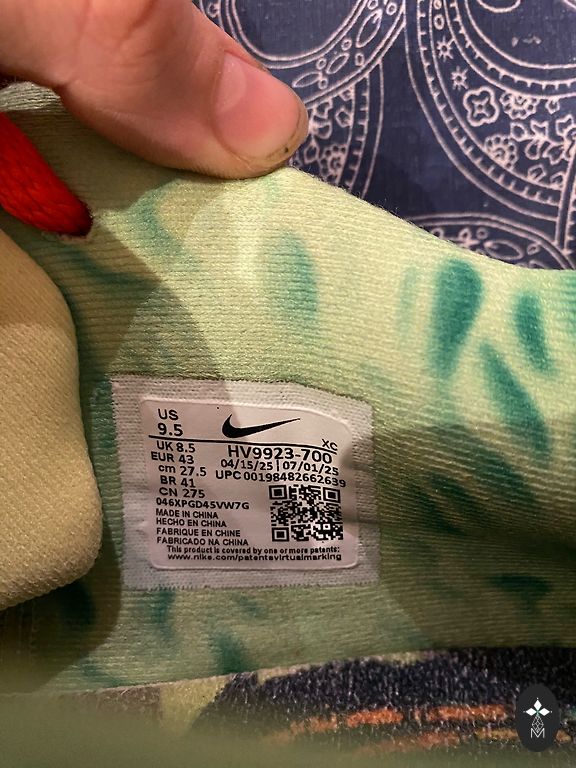 US
9.5
XC
UK 8.5
HV9923-700
EUR 43
04/15/25 | 07/01/25
cm 27.5
UPC 00198482662639
BR 41
CN 275
046XPGD45VW7G
MADE IN CHINA
HECHO EN CHINA
FABRIQUE EN CHINE
FABRICADO NA CHINA
This product is covered by one or more patents:
www.nike.com/patentsvirtualmarking
M